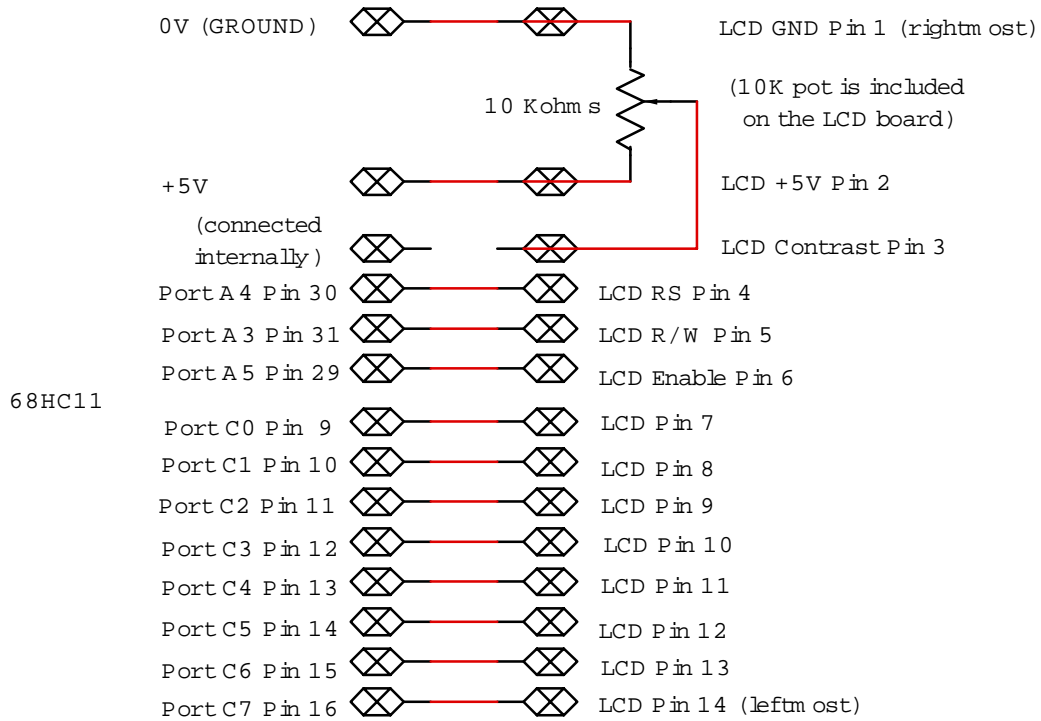 0V (GROUND)
LCD GND Pin 1 (rightmost)
10 Kohms
(10K pot is included
on the LCD board)
+5V
LCD +5V Pin 2
(connected
internally)
LCD Contrast Pin 3
Port A4 Pin 30
LCD RS Pin 4
Port A3 Pin 31
LCD R/W Pin 5
Port A5 Pin 29
LCD Enable Pin 6
68HC11
Port C0 Pin 9
LCD Pin 7
Port C1 Pin 10
LCD Pin 8
Port C2 Pin 11
LCD Pin 9
Port C3 Pin 12
LCD Pin 10
Port C4 Pin 13
LCD Pin 11
Port C5 Pin 14
LCD Pin 12
Port C6 Pin 15
LCD Pin 13
Port C7 Pin 16
LCD Pin 14 (leftmost)